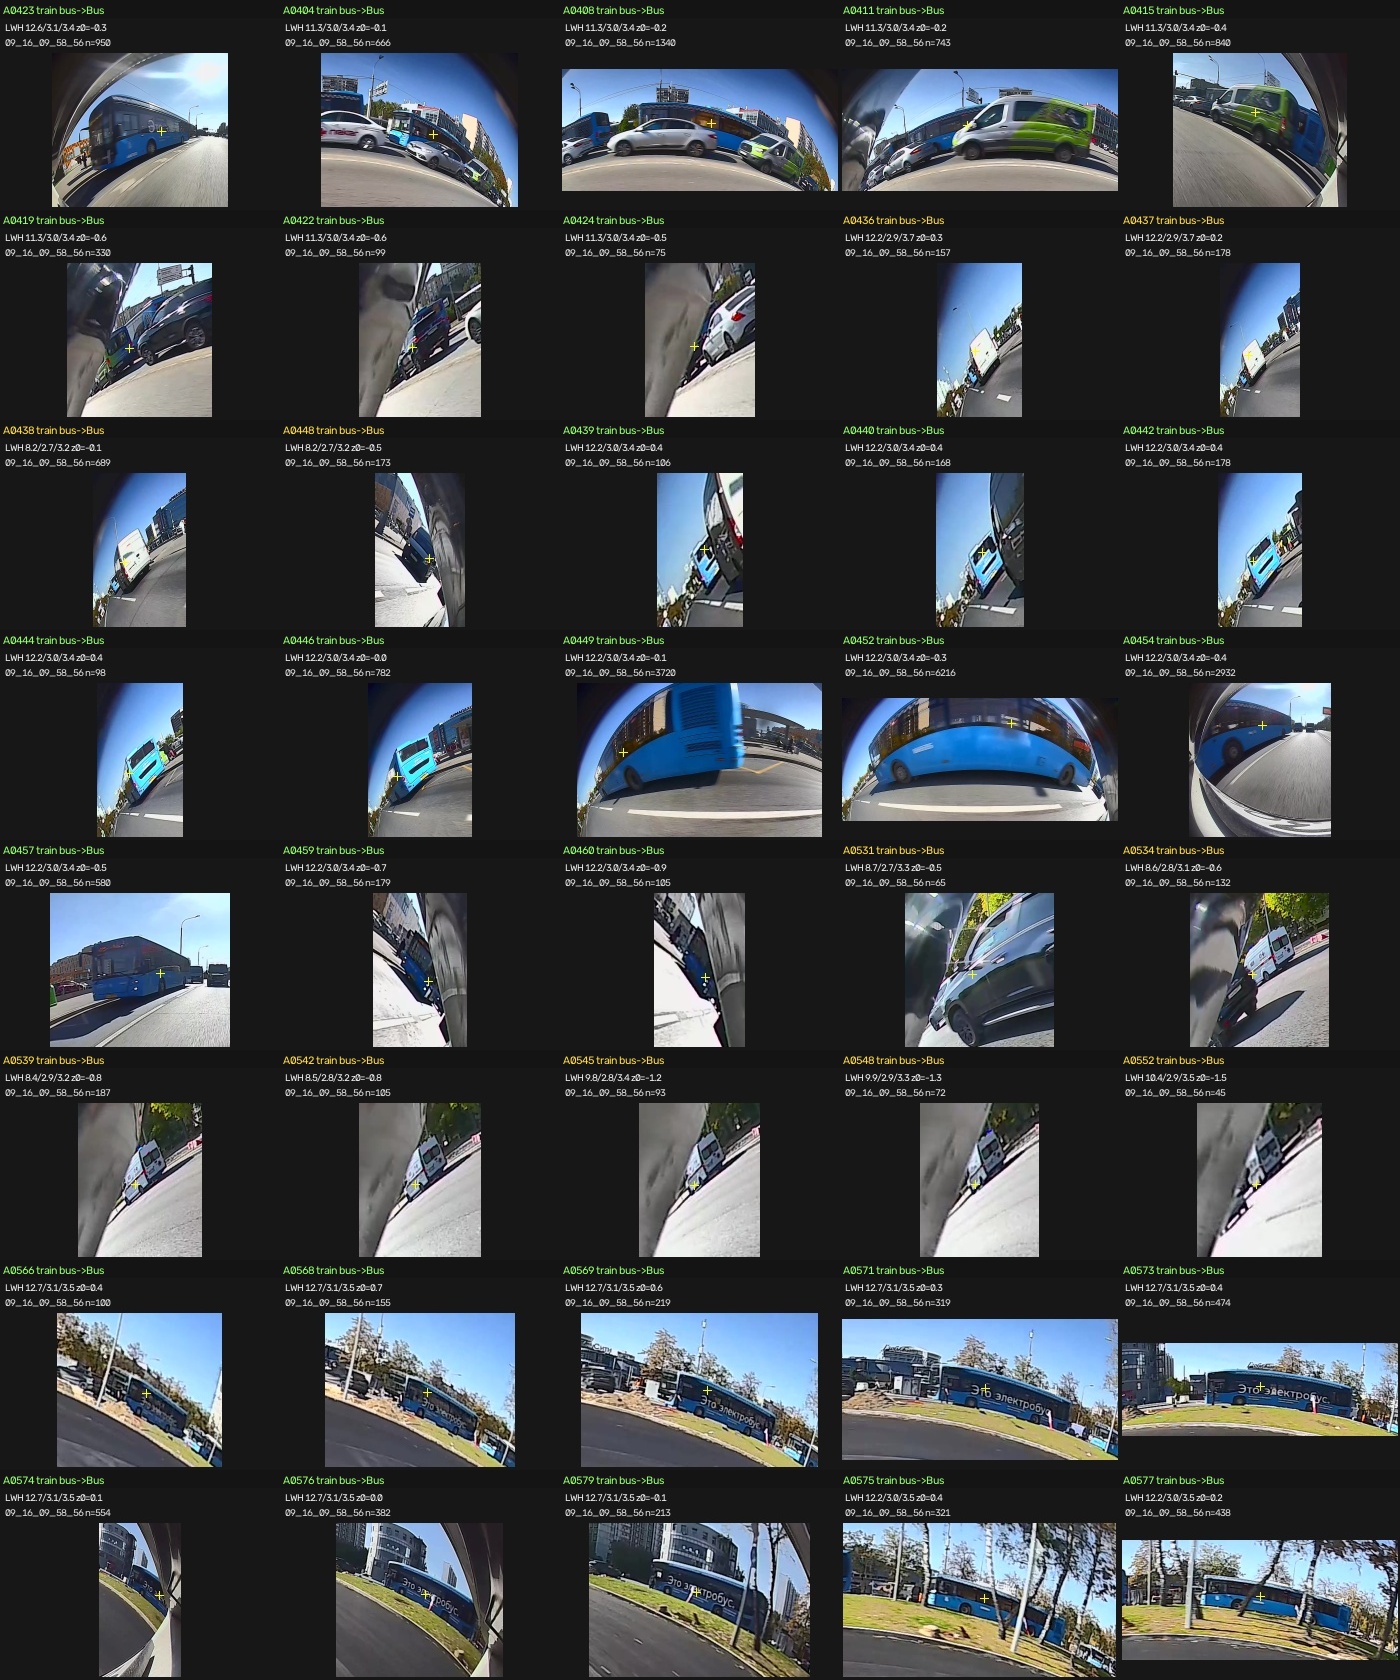 A0423 train bus->Bus
LWH 12.6/3.1/3.4 z0=-0.3
09_16_09_58_56 n=950
A0404 train bus->Bus
LWH 11.3/3.0/3.4 z0=-0.1
09_16_09_58_56 n=666
A0408 train bus->Bus
LWH 11.3/3.0/3.4 z0=-0.2
09_16_09_58_56 n=1340
A0411 train bus->Bus
LWH 11.3/3.0/3.4 z0=-0.2
09_16_09_58_56 n=743
A0415 train bus->Bus
LWH 11.3/3.0/3.4 z0=-0.4
09_16_09_58_56 n=840
A0419 train bus->Bus
LWH 11.3/3.0/3.4 z0=-0.6
09_16_09_58_56 n=330
A0422 train bus->Bus
LWH 11.3/3.0/3.4 z0=-0.6
09_16_09_58_56 n=99
A0424 train bus->Bus
LWH 11.3/3.0/3.4 z0=-0.5
09_16_09_58_56 n=75
A0436 train bus->Bus
LWH 12.2/2.9/3.7 z0=0.3
09_16_09_58_56 n=157
A0437 train bus->Bus
LWH 12.2/2.9/3.7 z0=0.2
09_16_09_58_56 n=178
A0438 train bus->Bus
LWH 8.2/2.7/3.2 z0=-0.1
09_16_09_58_56 n=689
A0448 train bus->Bus
LWH 8.2/2.7/3.2 z0=-0.5
09_16_09_58_56 n=173
A0439 train bus->Bus
LWH 12.2/3.0/3.4 z0=0.4
09_16_09_58_56 n=106
A0440 train bus->Bus
LWH 12.2/3.0/3.4 z0=0.4
09_16_09_58_56 n=168
A0442 train bus->Bus
LWH 12.2/3.0/3.4 z0=0.4
09_16_09_58_56 n=178
A0444 train bus->Bus
LWH 12.2/3.0/3.4 z0=0.4
09_16_09_58_56 n=98
A0446 train bus->Bus
LWH 12.2/3.0/3.4 z0=-0.0
09_16_09_58_56 n=782
A0449 train bus->Bus
LWH 12.2/3.0/3.4 z0=-0.1
09_16_09_58_56 n=3720
A0452 train bus->Bus
LWH 12.2/3.0/3.4 z0=-0.3
09_16_09_58_56 n=6216
A0454 train bus->Bus
LWH 12.2/3.0/3.4 z0=-0.4
09_16_09_58_56 n=2932
A0457 train bus->Bus
LWH 12.2/3.0/3.4 z0=-0.5
09_16_09_58_56 n=580
A0459 train bus->Bus
LWH 12.2/3.0/3.4 z0=-0.7
09_16_09_58_56 n=179
A0460 train bus->Bus
LWH 12.2/3.0/3.4 z0=-0.9
09_16_09_58_56 n=105
A0531 train bus->Bus
LWH 8.7/2.7/3.3 z0=-0.5
09_16_09_58_56 n=65
A0534 train bus->Bus
LWH 8.6/2.8/3.1 z0=-0.6
09_16_09_58_56 n=132
A0539 train bus->Bus
LWH 8.4/2.9/3.2 z0=-0.8
09_16_09_58_56 n=187
A0542 train bus->Bus
LWH 8.5/2.8/3.2 z0=-0.8
09_16_09_58_56 n=105
A0545 train bus->Bus
LWH 9.8/2.8/3.4 z0=-1.2
09_16_09_58_56 n=93
A0548 train bus->Bus
LWH 9.9/2.9/3.3 z0=-1.3
09_16_09_58_56 n=72
A0552 train bus->Bus
LWH 10.4/2.9/3.5 z0=-1.5
09_16_09_58_56 n=45
A0566 train bus->Bus
LWH 12.7/3.1/3.5 z0=0.4
09_16_09_58_56 n=100
A0568 train bus->Bus
LWH 12.7/3.1/3.5 z0=0.7
09_16_09_58_56 n=155
Это электробус.
A0569 train bus->Bus
LWH 12.7/3.1/3.5 z0=0.6
09_16_09_58_56 n=219
Это электробус.
A0571 train bus->Bus
LWH 12.7/3.1/3.5 z0=0.3
09_16_09_58_56 n=319
Это электробус
A0573 train bus->Bus
LWH 12.7/3.1/3.5 z0=0.4
09_16_09_58_56 n=474
Это электробус.
A0574 train bus->Bus
LWH 12.7/3.1/3.5 z0=0.1
09_16_09_58_56 n=554
Это
A0576 train bus->Bus
LWH 12.7/3.1/3.5 z0=0.0
09_16_09_58_56 n=382
Это электробус.
A0579 train bus->Bus
LWH 12.7/3.1/3.5 z0=-0.1
09_16_09_58_56 n=213
Это электробус.
A0575 train bus->Bus
LWH 12.2/3.0/3.5 z0=0.4
09_16_09_58_56 n=321
A0577 train bus->Bus
LWH 12.2/3.0/3.5 z0=0.2
09_16_09_58_56 n=438